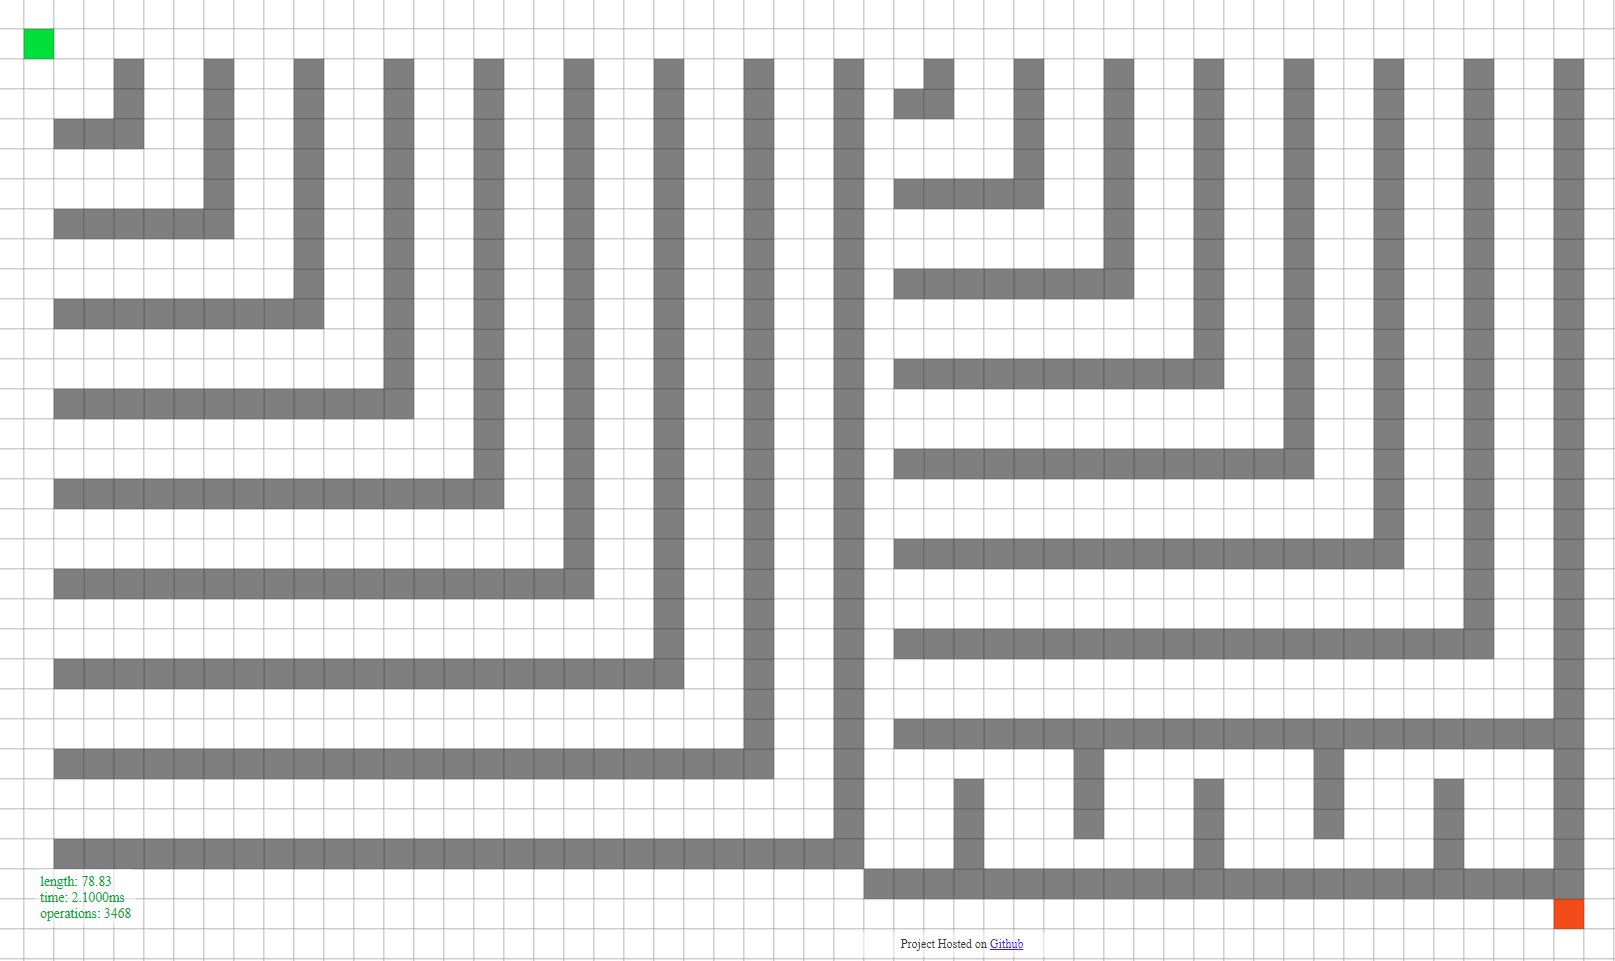 length: 78.83
time: 2.1000ms
operations: 3468
Project Hosted on Github